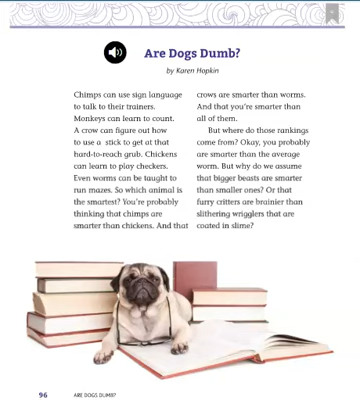 Are Dogs Dumb?
by Karen Hopkin
Chimps can use sign language
to talk to their trainers.
Monkeys can learn to count.
A crow can figure out how
to use a stick to get at that
hard-to-reach grub. Chickens
can learn to play checkers.
Even worms can be taught to
run mazes. So which animal is
the smartest? You're probably
thinking that chimps are
smarter than chickens. And that
crows are smarter than worms.
And that you're smarter than
all of them.
But where do those rankings
come from? Okay, you probably
are smarter than the average
worm. But why do we assume
that bigger beasts are smarter
than smaller ones? Or that
furry critters are brainier than
slithering wrigglers that are
coated in slime?
96
ARE DOGS DUMB?